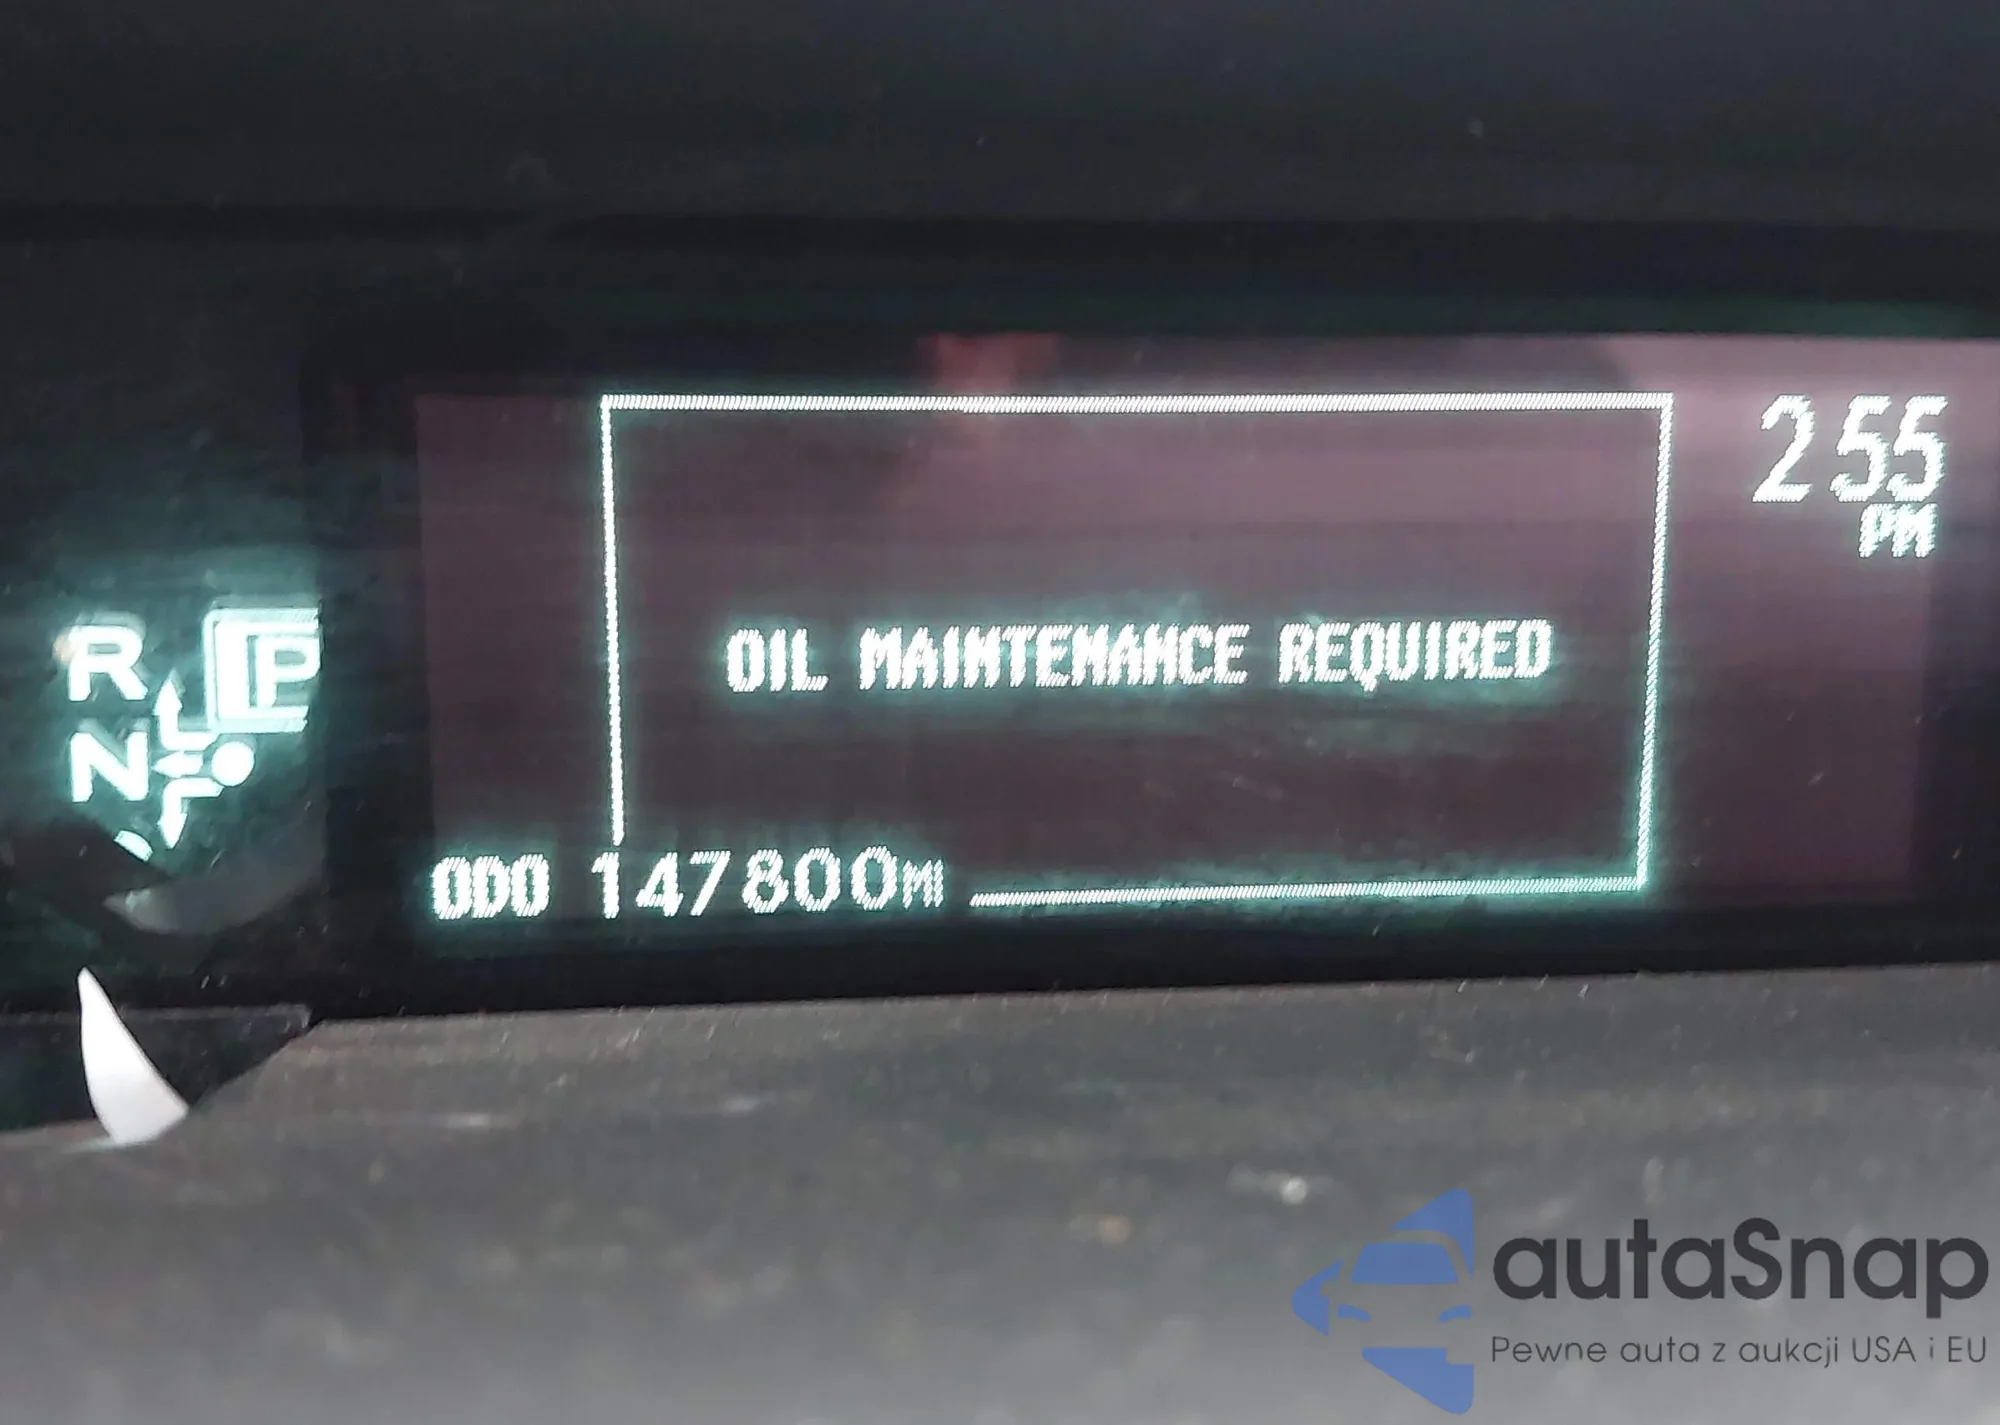 2 55
PM
OIL MAINTENANCE REQUIRED
R
P
N
ODO 147800MI
autaSnap
Pewne auta z aukcji USA i EU